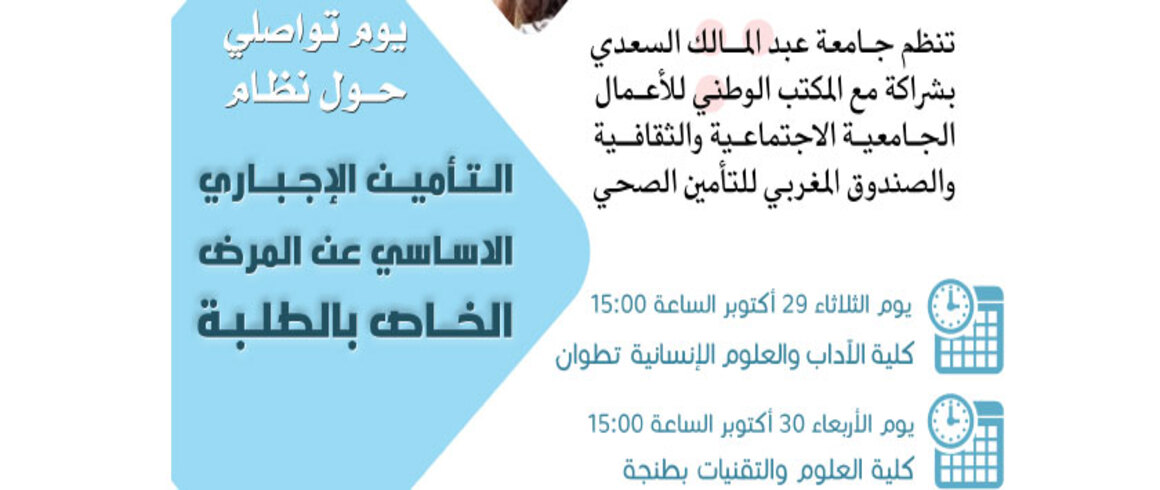 تنظم جامعة عبد المالك السعدي
بشراكة مع المكتب الوطني للأعمال
الجامعية الاجتماعية والثقافية
والصندوق المغربي للتأمين الصحي
يوم تواصلي
حول نظام
التأمين الإجباري
الاساسي عن المرض
الخاص بالطلبة
يوم الثلاثاء 29 أكتوبر الساعة 15:00
كلية الآداب والعلوم الإنسانية تطوان
يوم الأربعاء 30 أكتوبر الساعة 15:00
كلية العلوم والتقنيات بطنجة